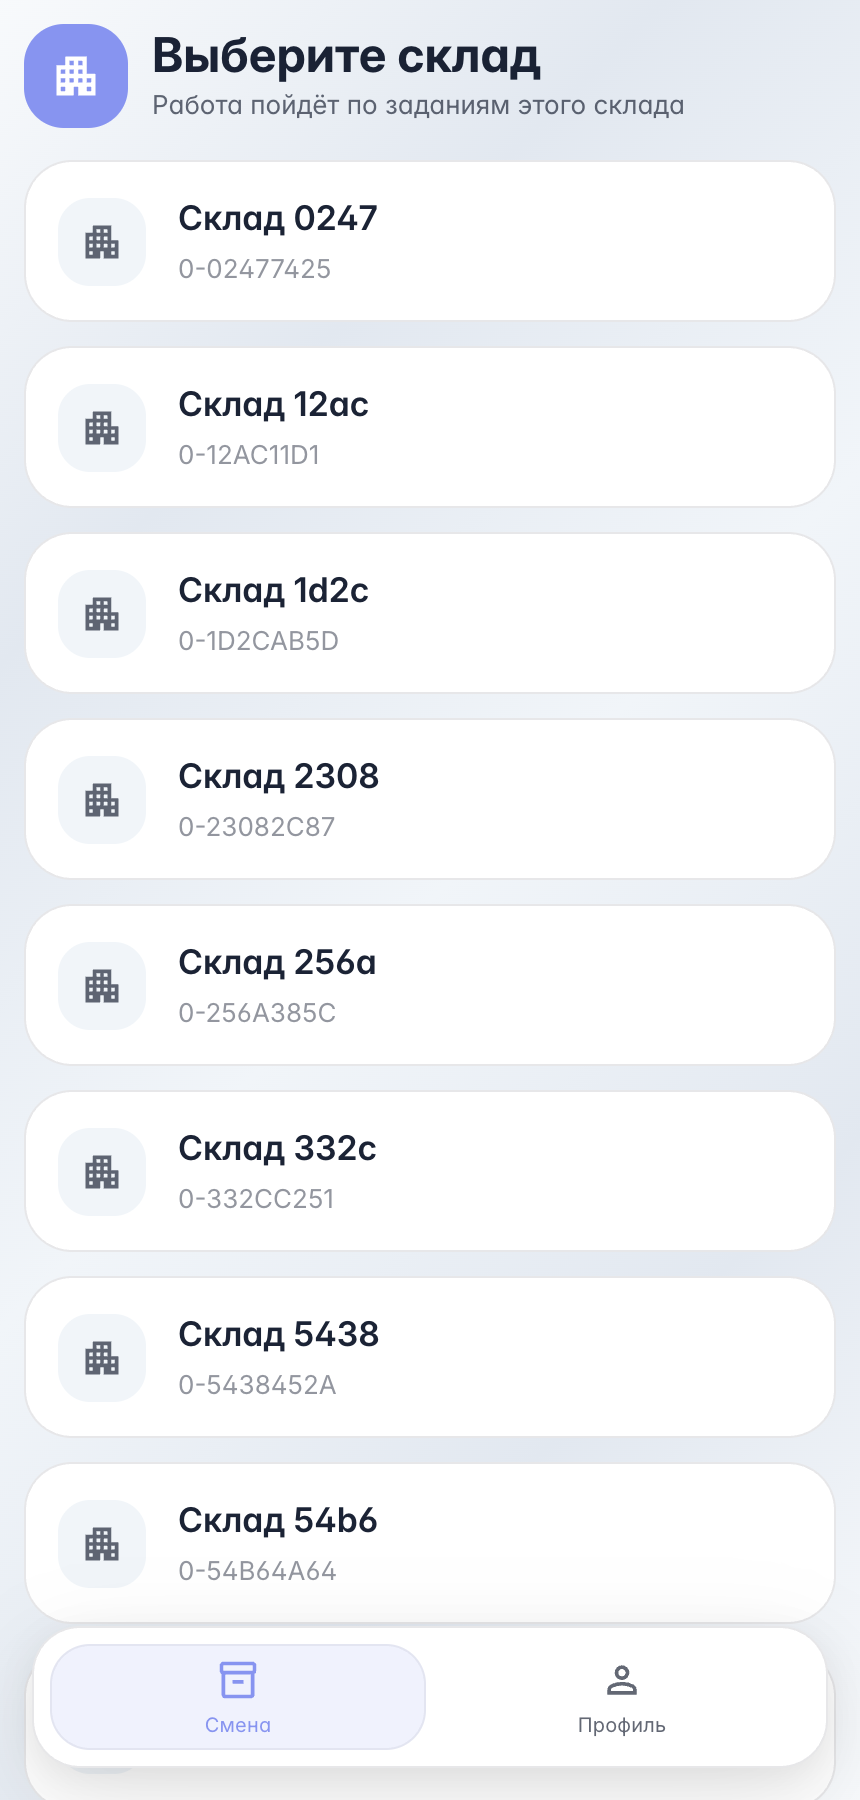 Выберите склад
Работа пойдёт по заданиям этого склада
Склад 0247
0-02477425
Склад 12ac
0-12AC11D1
Склад 1d2c
0-1D2CAB5D
Склад 2308
0-23082C87
Склад 256a
0-256A385C
Склад 332c
0-332CC251
Склад 5438
0-5438452A
Склад 54b6
0-54B64A64
Смена
Профиль